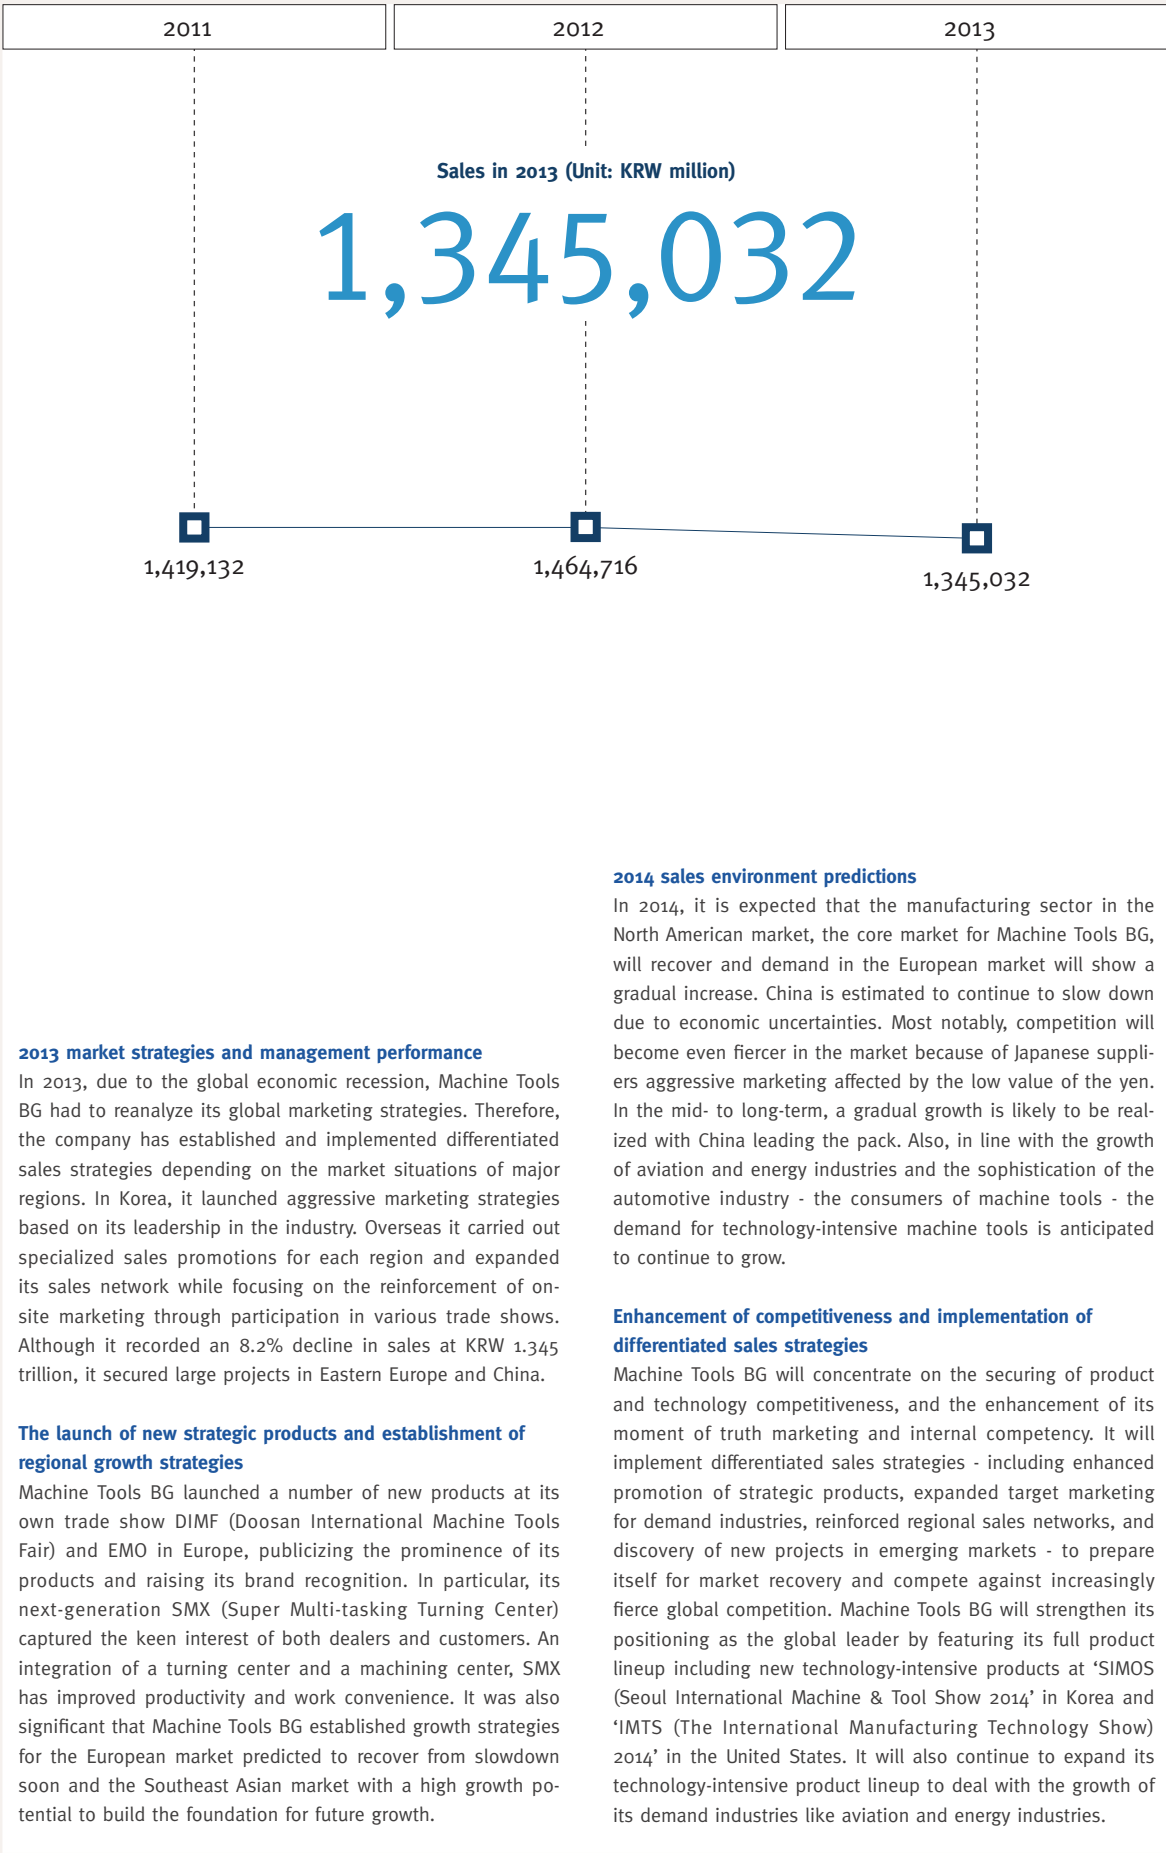 2011
2012
2013
Sales in 2013 (Unit: KRW million)
1,345,032
1,419,132
1,464,716
1,345,032
2013 market strategies and management performance
In 2013, due to the global economic recession, Machine Tools
BG had to reanalyze its global marketing strategies. Therefore,
the company has established and implemented differentiated
sales strategies depending on the market situations of major
regions. In Korea, it launched aggressive marketing strategies
based on its leadership in the industry. Overseas it carried out
specialized sales promotions for each region and expanded
its sales network while focusing on the reinforcement of on-
site marketing through participation in various trade shows.
Although it recorded an 8.2% decline in sales at KRW 1.345
trillion, it secured large projects in Eastern Europe and China.
The launch of new strategic products and establishment of
regional growth strategies
Machine Tools BG launched a number of new products at its
own trade show DIMF (Doosan International Machine Tools
Fair) and EMO in Europe, publicizing the prominence of its
products and raising its brand recognition. In particular, its
next-generation SMX (Super Multi-tasking Turning Center)
captured the keen interest of both dealers and customers. An
integration of a turning center and a machining center, SMX
has improved productivity and work convenience. It was also
significant that Machine Tools BG established growth strategies
for the European market predicted to recover from slowdown
soon and the Southeast Asian market with a high growth po-
tential to build the foundation for future growth.
2014 sales environment predictions
In 2014, it is expected that the manufacturing sector in the
North American market, the core market for Machine Tools BG,
will recover and demand in the European market will show a
gradual increase. China is estimated to continue to slow down
due to economic uncertainties. Most notably, competition will
become even fiercer in the market because of Japanese suppli-
ers aggressive marketing affected by the low value of the yen.
In the mid- to long-term, a gradual growth is likely to be real-
ized with China leading the pack. Also, in line with the growth
of aviation and energy industries and the sophistication of the
automotive industry - the consumers of machine tools - the
demand for technology-intensive machine tools is anticipated
to continue to grow.
Enhancement of competitiveness and implementation of
differentiated sales strategies
Machine Tools BG will concentrate on the securing of product
and technology competitiveness, and the enhancement of its
moment of truth marketing and internal competency. It will
implement differentiated sales strategies - including enhanced
promotion of strategic products, expanded target marketing
for demand industries, reinforced regional sales networks, and
discovery of new projects in emerging markets - to prepare
itself for market recovery and compete against increasingly
fierce global competition. Machine Tools BG will strengthen its
positioning as the global leader by featuring its full product
lineup including new technology-intensive products at ‘SIMOS
(Seoul International Machine & Tool Show 2014’ in Korea and
‘IMTS (The International Manufacturing Technology Show)
2014’ in the United States. It will also continue to expand its
technology-intensive product lineup to deal with the growth of
its demand industries like aviation and energy industries.